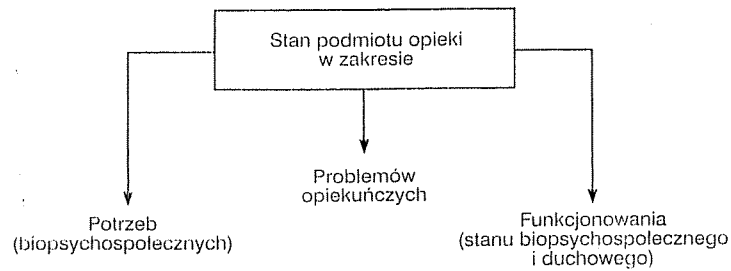 Stan podmiotu opieki
w zakresie
Problemów
opiekuńczych
Potrzeb
(biopsychospołecznych)
Funkcjonowania
(stanu biopsychospołecznego
i duchowego)